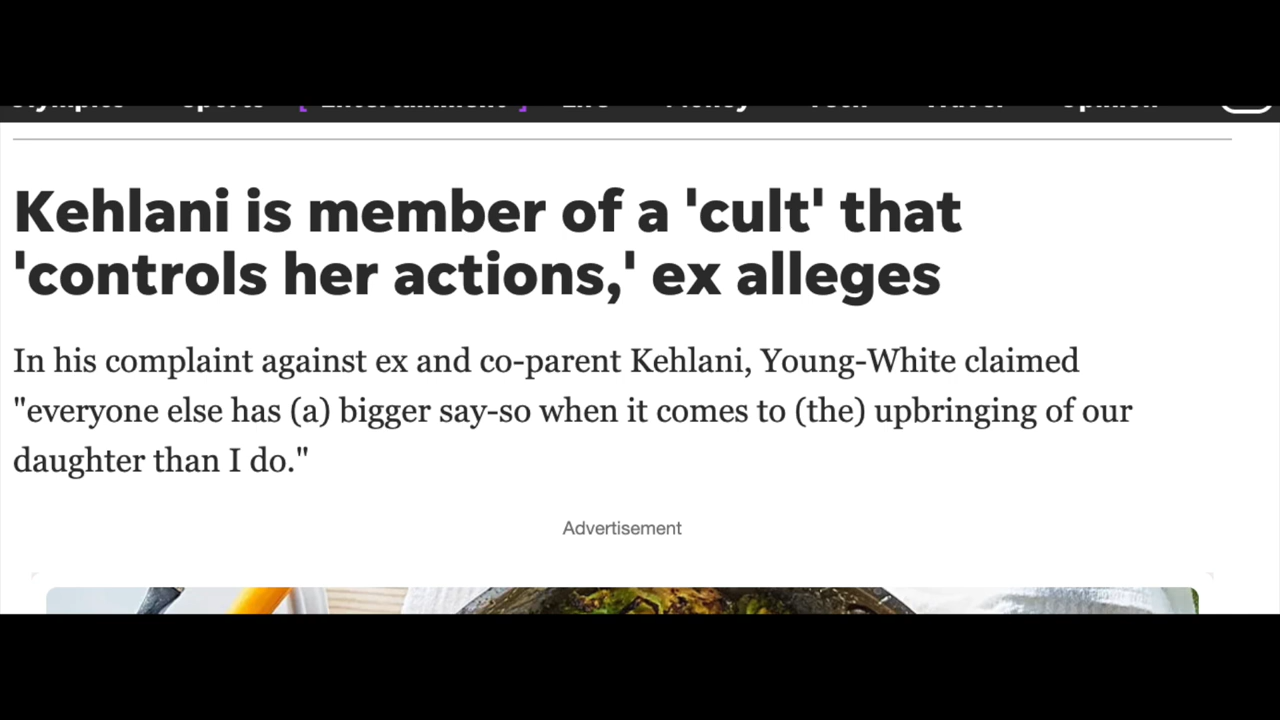 Kehlani is member of a 'cult' that
'controls her actions,' ex alleges
In his complaint against ex and co-parent Kehlani, Young-White claimed
"everyone else has (a) bigger say-so when it comes to (the) upbringing of our
daughter than I do."
Advertisement